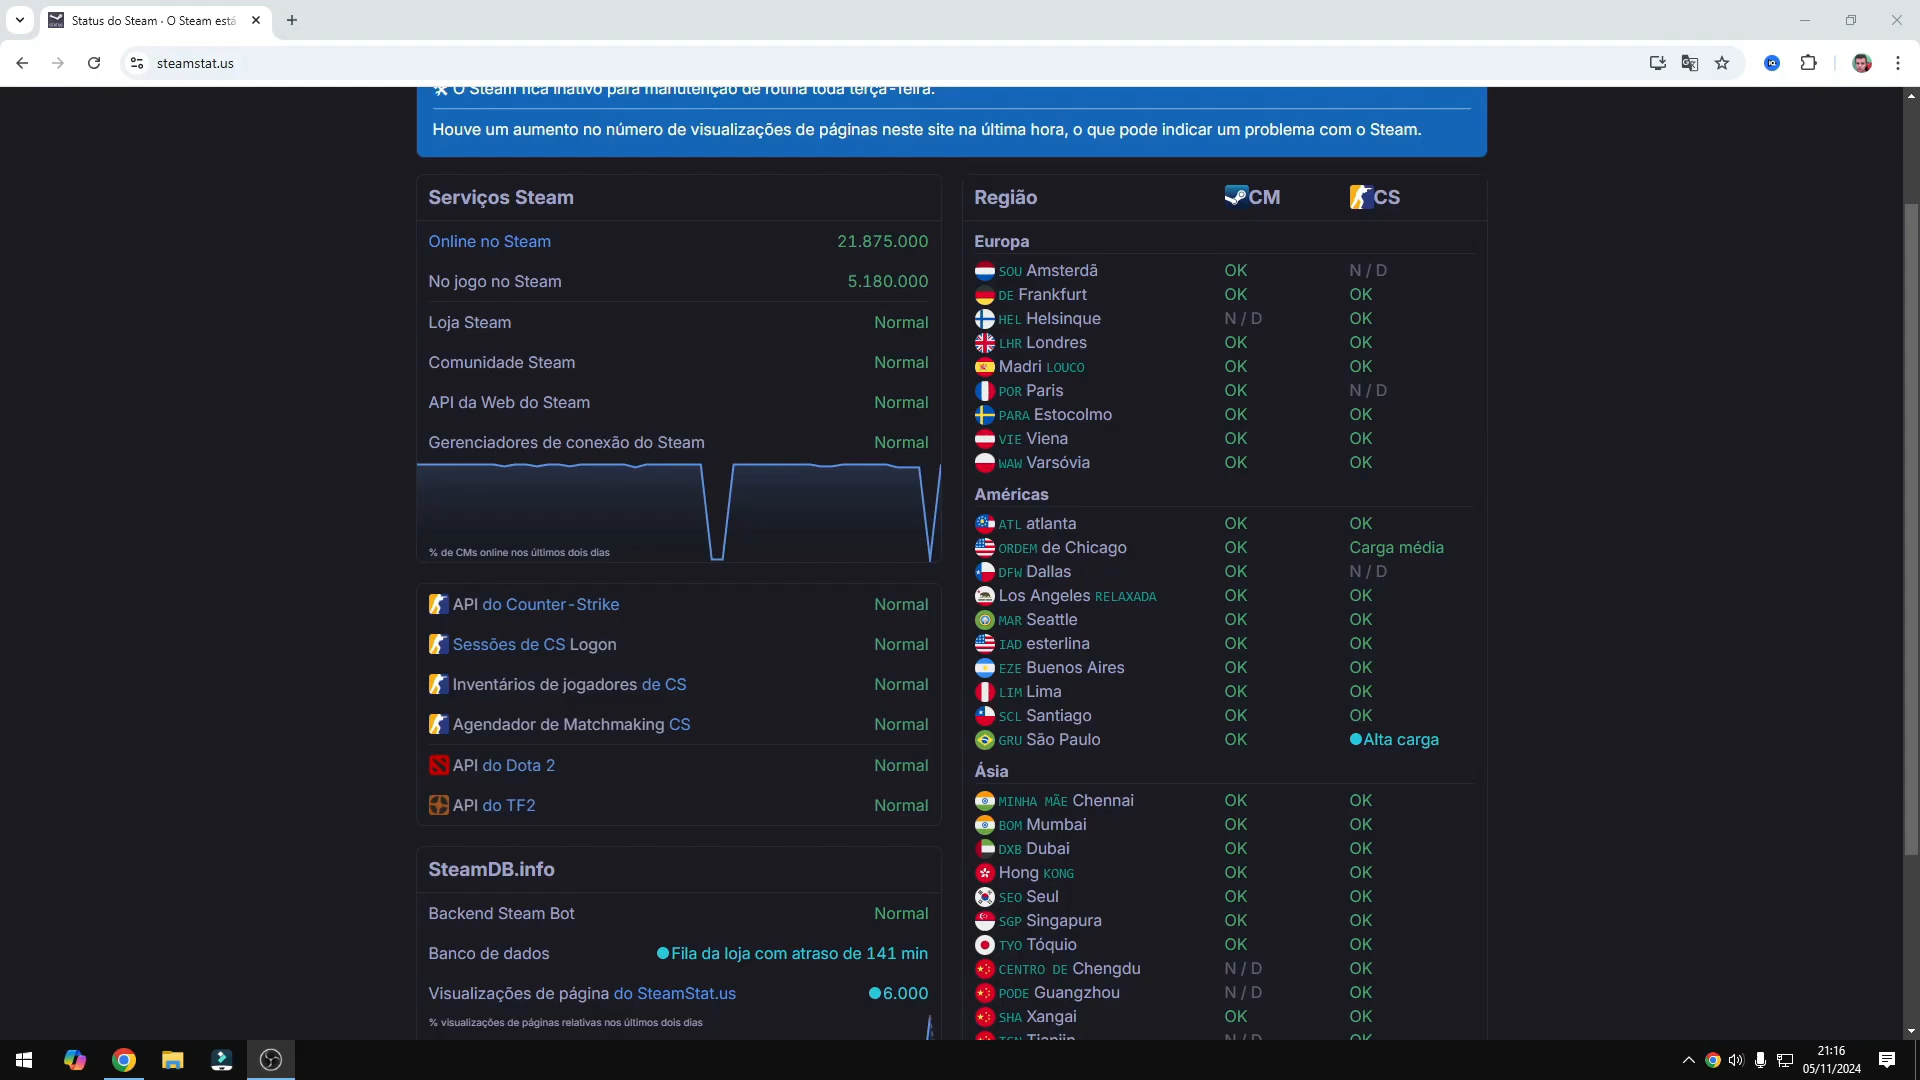 Status do Steam · O Steam está
steamstat.us
🛠 O Steam fica inativo para manutenção de rotina toda terça-feira.
Houve um aumento no número de visualizações de páginas neste site na última hora, o que pode indicar um problema com o Steam.
Serviços Steam
Online no Steam 21.875.000
No jogo no Steam 5.180.000
Loja Steam Normal
Comunidade Steam Normal
API da Web do Steam Normal
Gerenciadores de conexão do Steam Normal
% de CMs online nos últimos dois dias
API do Counter-Strike Normal
Sessões de CS Logon Normal
Inventários de jogadores de CS Normal
Agendador de Matchmaking CS Normal
API do Dota 2 Normal
API do TF2 Normal
SteamDB.info
Backend Steam Bot Normal
Banco de dados Fila da loja com atraso de 141 min
Visualizações de página do SteamStat.us 6.000
% visualizações de páginas relativas nos últimos dois dias
Região CM CS
Europa
SOU Amsterdã OK N / D
DE Frankfurt OK OK
HEL Helsinque N / D OK
LHR Londres OK OK
Madri LOUCO OK OK
POR Paris OK N / D
PARA Estocolmo OK OK
VIE Viena OK OK
WAW Varsóvia OK OK
Américas
ATL atlanta OK OK
ORDEM de Chicago OK Carga média
DFW Dallas OK N / D
Los Angeles RELAXADA OK OK
MAR Seattle OK OK
IAD esterlina OK OK
EZE Buenos Aires OK OK
LIM Lima OK OK
SCL Santiago OK OK
GRU São Paulo OK Alta carga
Ásia
MINHA MÃE Chennai OK OK
BOM Mumbai OK OK
DXB Dubai OK OK
Hong KONG OK OK
SEO Seul OK OK
SGP Singapura OK OK
TYO Tóquio OK OK
CENTRO DE Chengdu N / D OK
PODE Guangzhou N / D OK
SHA Xangai OK OK
TSN Tianjin N / D OK
21:16
05/11/2024